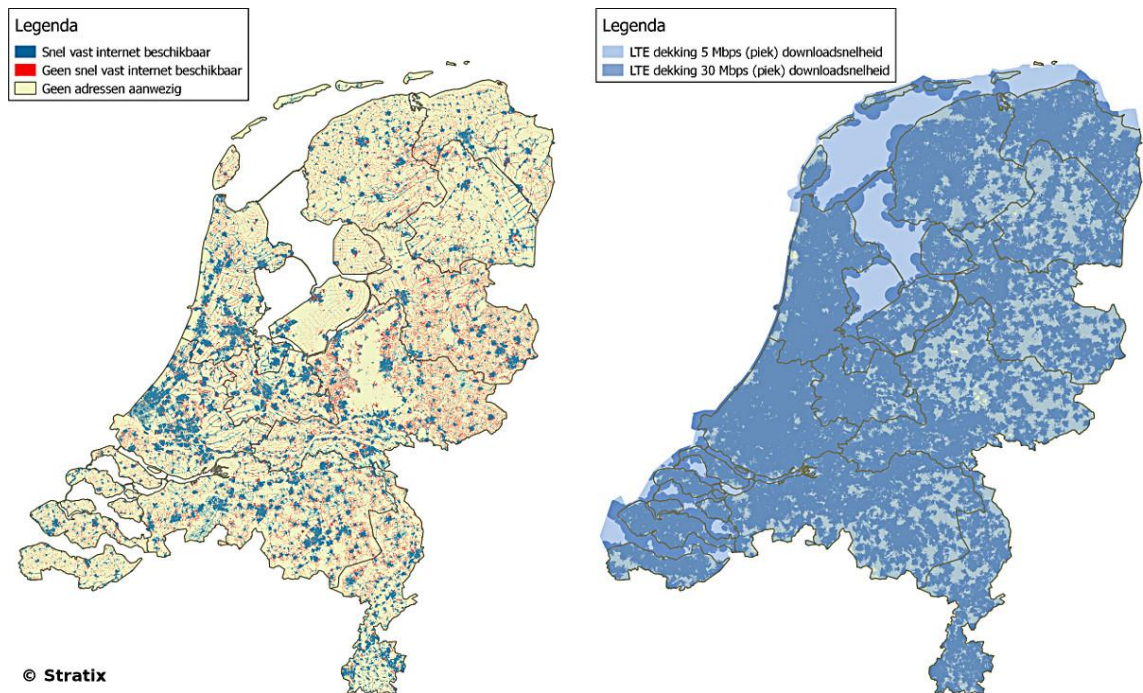 Legenda
Snel vast internet beschikbaar
Geen snel vast internet beschikbaar
Geen adressen aanwezig
Legenda
LTE dekking 5 Mbps (piek) downloadsnelheid
LTE dekking 30 Mbps (piek) downloadsnelheid
© Stratix